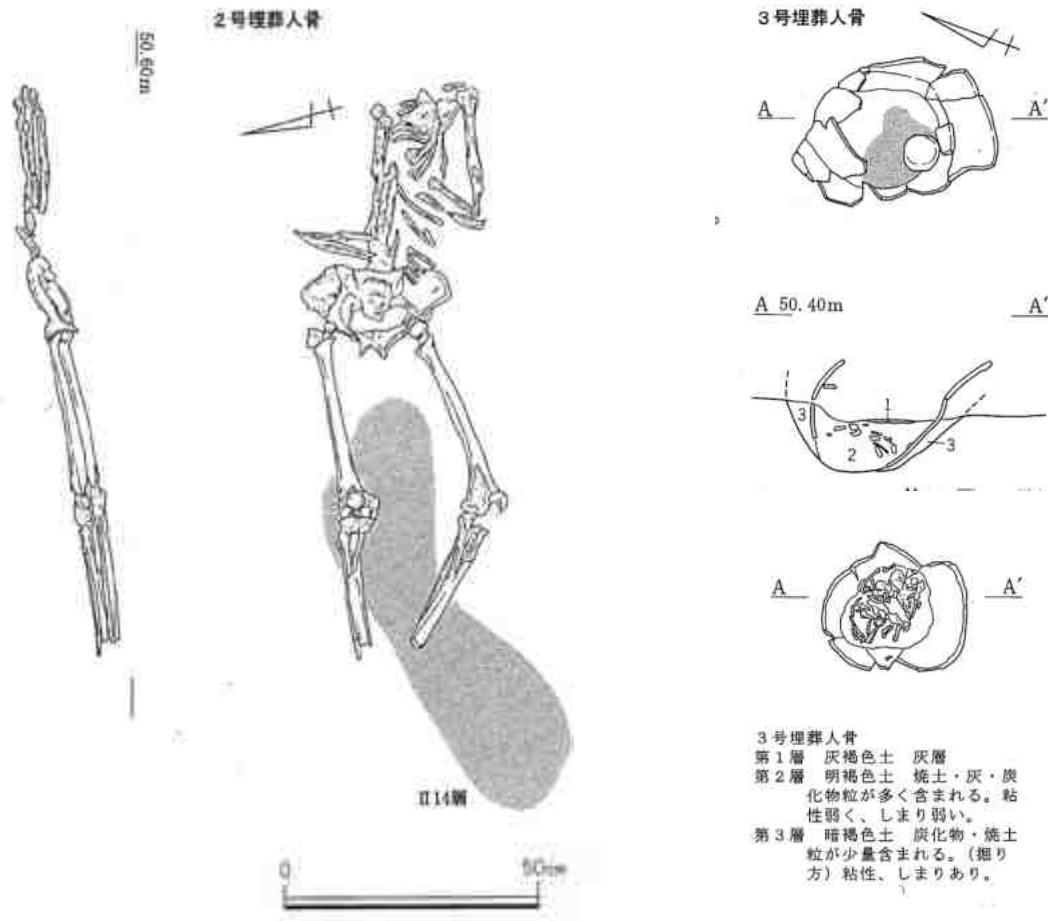 2号埋葬人骨
50.60m
Ⅱ14層
0
50cm
3号埋葬人骨
A
A′
A 50.40m
A′
1
3
2
3
A
A′
3号埋葬人骨
第1層 灰褐色土 灰層
第2層 明褐色土 焼土・灰・炭
化物粒が多く含まれる。粘
性弱く、しまり弱い。
第3層 暗褐色土 炭化物・焼土
粒が少量含まれる。(掘り
方)粘性、しまりあり。